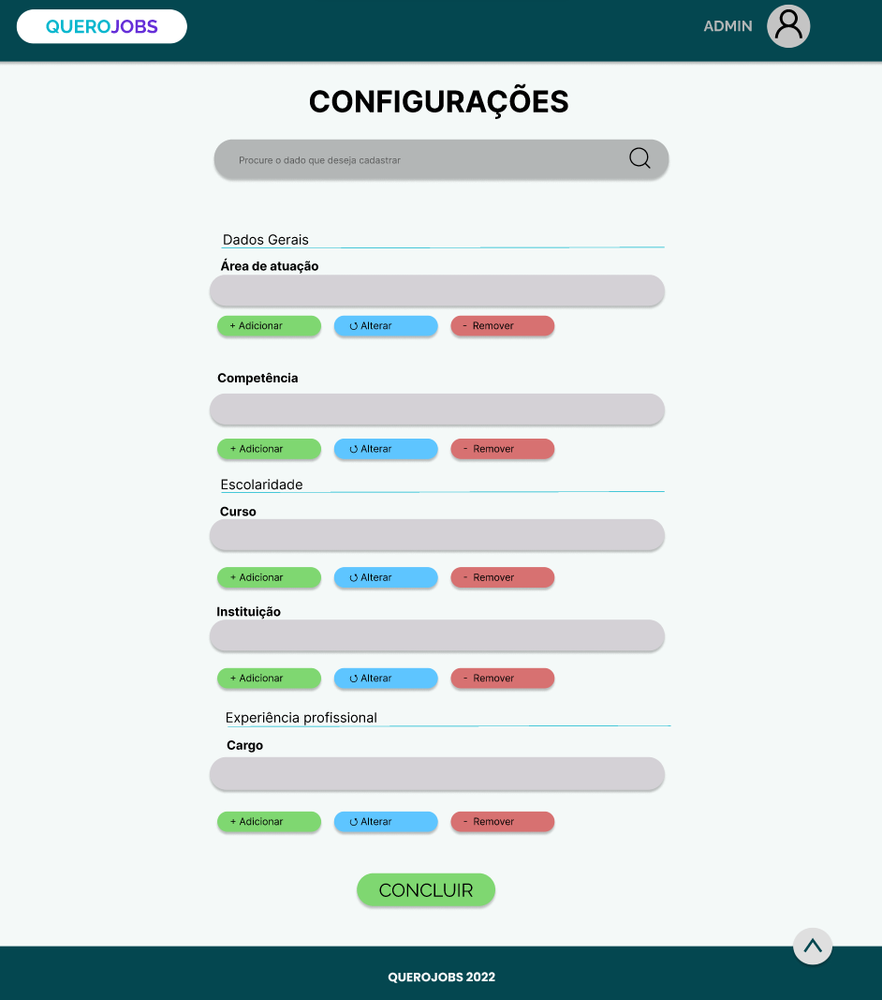 QUEROJOBS
ADMIN
CONFIGURAÇÕES
Procure o dado que deseja cadastrar
Dados Gerais
Área de atuação
+ Adicionar
↺ Alterar
- Remover
Competência
+ Adicionar
↺ Alterar
- Remover
Escolaridade
Curso
+ Adicionar
↺ Alterar
- Remover
Instituição
+ Adicionar
↺ Alterar
- Remover
Experiência profissional
Cargo
+ Adicionar
↺ Alterar
- Remover
CONCLUIR
QUEROJOBS 2022